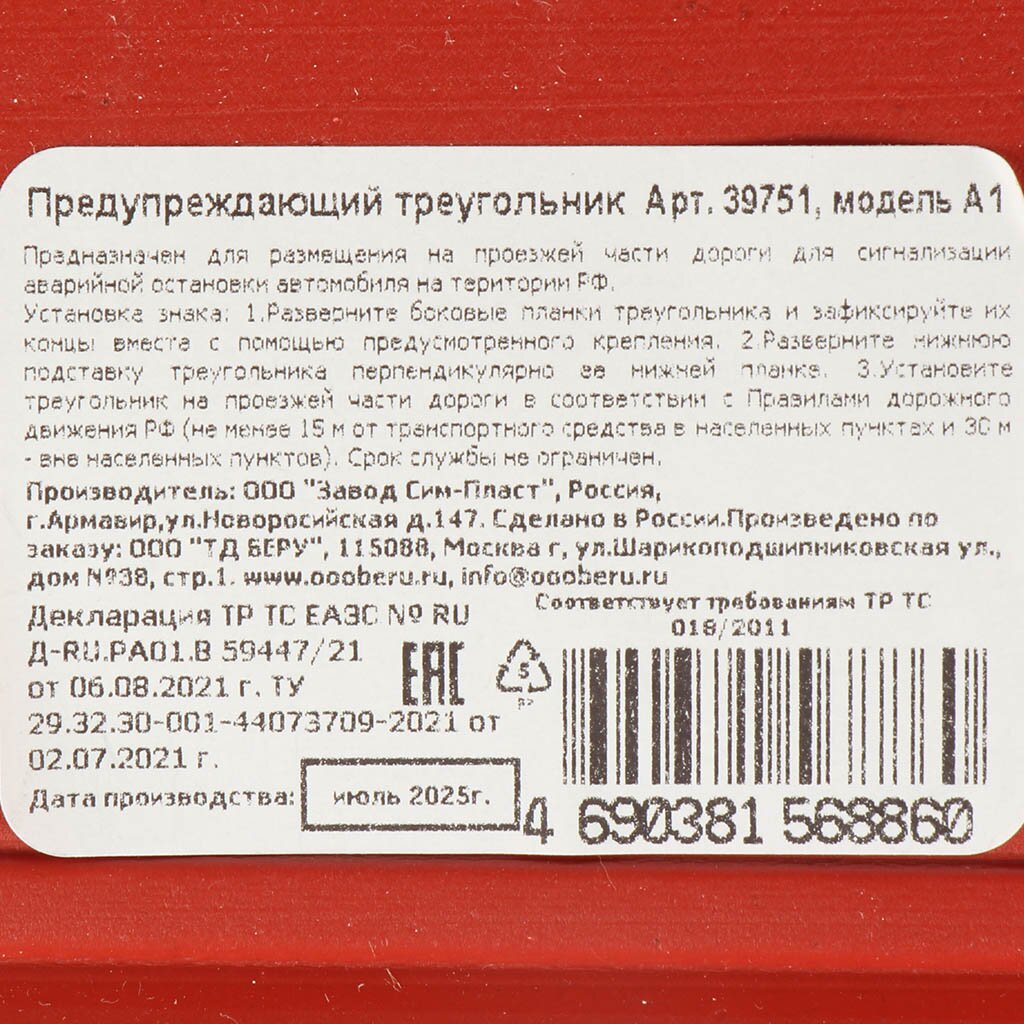 Предупреждающий треугольник Арт. 39751, модель А1
Предназначен для размещения на проезжей части дороги для сигнализации
аварийной остановки автомобиля на територии РФ.
Установка знака: 1.Разверните боковые планки треугольника и зафиксируйте их
концы вместе с помощью предусмотренного крепления. 2.Разверните нижнюю
подставку треугольника перпендикулярно ее нижней планке. 3.Установите
треугольник на проезжей части дороги в соответствии с Правилами дорожного
движения РФ (не менее 15 м от транспортного средства в населенных пунктах и 30 м
- вне населенных пунктов). Срок службы не ограничен.
Производитель: ООО "Завод Сим-Пласт", Россия,
г.Армавир,ул.Новоросийская д.147. Сделано в России.Произведено по
заказу: ООО "ТД БЕРУ", 115088, Москва г, ул.Шарикоподшипниковская ул.,
дом №38, стр.1. www.oooberu.ru, info@oooberu.ru
Декларация ТР ТС ЕАЭС № RU
Д-RU.РА01.В 59447/21
от 06.08.2021 г. ТУ
29.32.30-001-44073709-2021 от
02.07.2021 г.
Дата производства: июль 2025г.
Соответствует требованиям ТР ТС
018/2011
EAC
5
PP
4 690381 568860